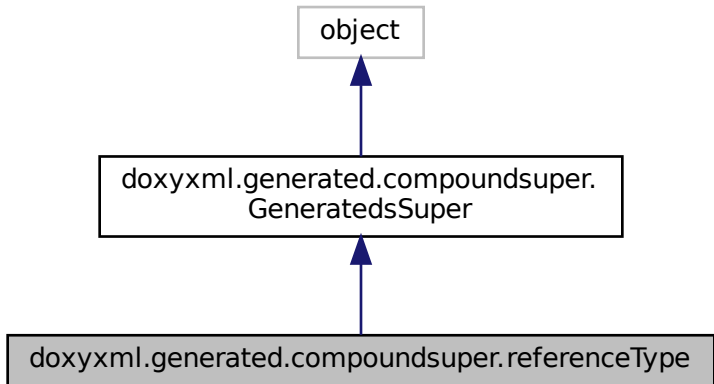 object
doxyxml.generated.compoundsuper.
GeneratedsSuper
doxyxml.generated.compoundsuper.referenceType